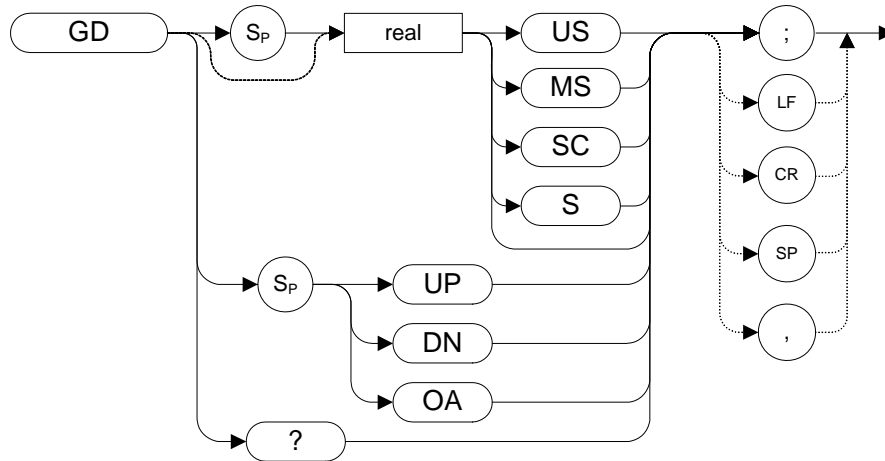 GD SP real US ;
MS LF
SC CR
S
SP
SP UP
DN ,
OA
?